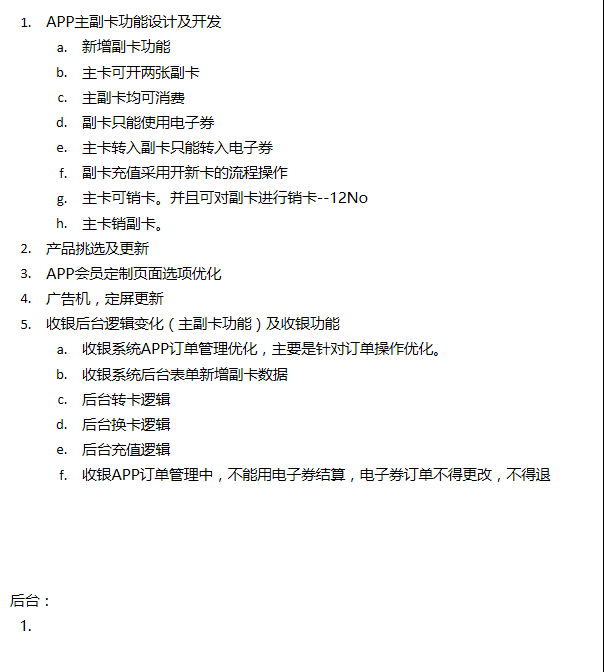 1. APP主副卡功能设计及开发
a. 新增副卡功能
b. 主卡可开两张副卡
c. 主副卡均可消费
d. 副卡只能使用电子券
e. 主卡转入副卡只能转入电子券
f. 副卡充值采用开新卡的流程操作
g. 主卡可销卡。并且可对副卡进行销卡--12No
h. 主卡销副卡。
2. 产品挑选及更新
3. APP会员定制页面选项优化
4. 广告机，定屏更新
5. 收银后台逻辑变化（主副卡功能）及收银功能
a. 收银系统APP订单管理优化，主要是针对订单操作优化。
b. 收银系统后台表单新增副卡数据
c. 后台转卡逻辑
d. 后台换卡逻辑
e. 后台充值逻辑
f. 收银APP订单管理中，不能用电子券结算，电子券订单不得更改，不得退
后台：
1.